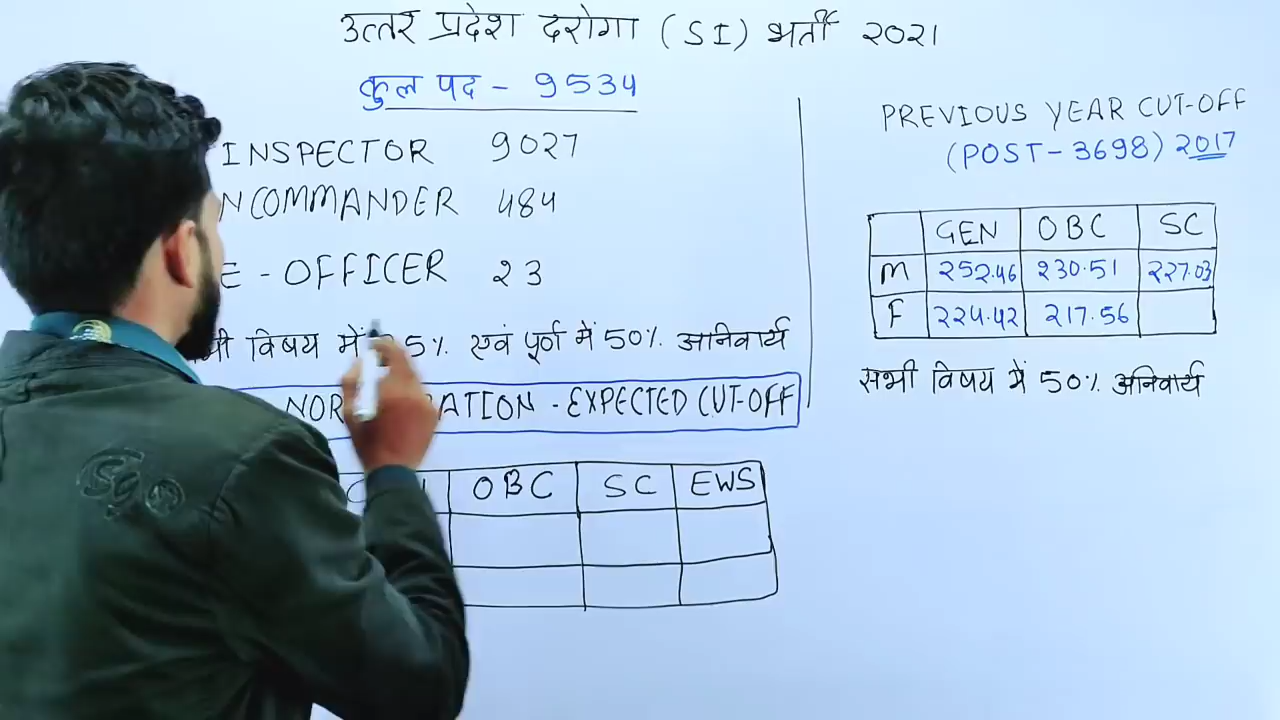 उत्तर प्रदेश दरोगा (SI) भर्ती 2021
कुल पद - 9534
INSPECTOR 9027
NCOMMANDER 484
E - OFFICER 23
विषय में 5% एवं पूर्ण में 50% अनिवार्य
EXPECTED CUT-OFF
OBC SC EWS
PREVIOUS YEAR CUT-OFF
(POST-3698) 2017
GEN OBC SC
M 252.46 230.51 227.03
F 224.42 217.56
सभी विषय में 50% अनिवार्य